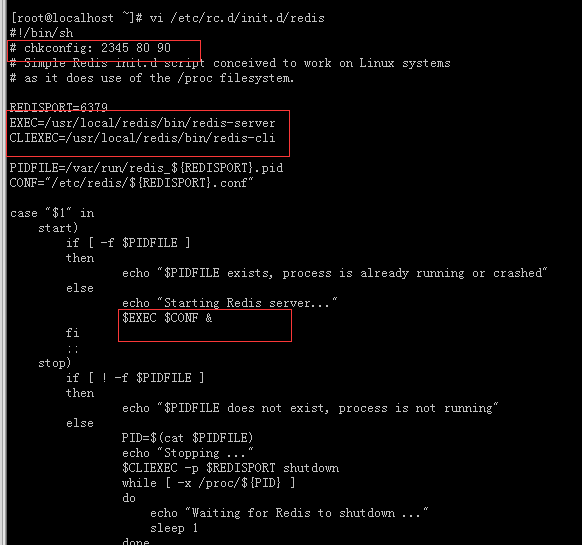 [root@localhost ~]# vi /etc/rc.d/init.d/redis
#!/bin/sh
# chkconfig: 2345 80 90
# Simple Redis init.d script conceived to work on Linux systems
# as it does use of the /proc filesystem.
REDISPORT=6379
EXEC=/usr/local/redis/bin/redis-server
CLIEXEC=/usr/local/redis/bin/redis-cli
PIDFILE=/var/run/redis_${REDISPORT}.pid
CONF="/etc/redis/${REDISPORT}.conf"
case "$1" in
start)
if [ -f $PIDFILE ]
then
echo "$PIDFILE exists, process is already running or crashed"
else
echo "Starting Redis server..."
$EXEC $CONF &
fi
;;
stop)
if [ ! -f $PIDFILE ]
then
echo "$PIDFILE does not exist, process is not running"
else
PID=$(cat $PIDFILE)
echo "Stopping ..."
$CLIEXEC -p $REDISPORT shutdown
while [ -x /proc/${PID} ]
do
echo "Waiting for Redis to shutdown ..."
sleep 1
done